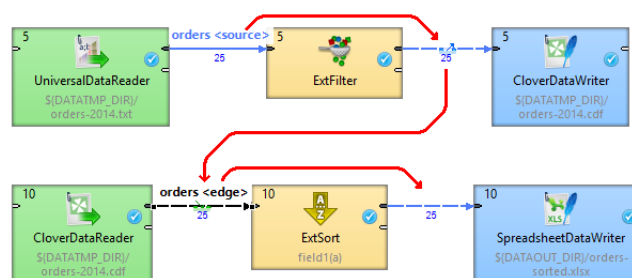 5
orders <source>
5
5
25
25
UniversalDataReader
ExtFilter
CloverDataWriter
$(DATATMP_DIR)/
orders-2014.txt
$(DATATMP_DIR)/
orders-2014.cdf
10
orders <edge>
10
10
A
Z
XLS
25
25
CloverDataReader
ExtSort
SpreadsheetDataWriter
$(DATATMP_DIR)/
orders-2014.cdf
field1(a)
$(DATAOUT_DIR)/orders-
sorted.xlsx